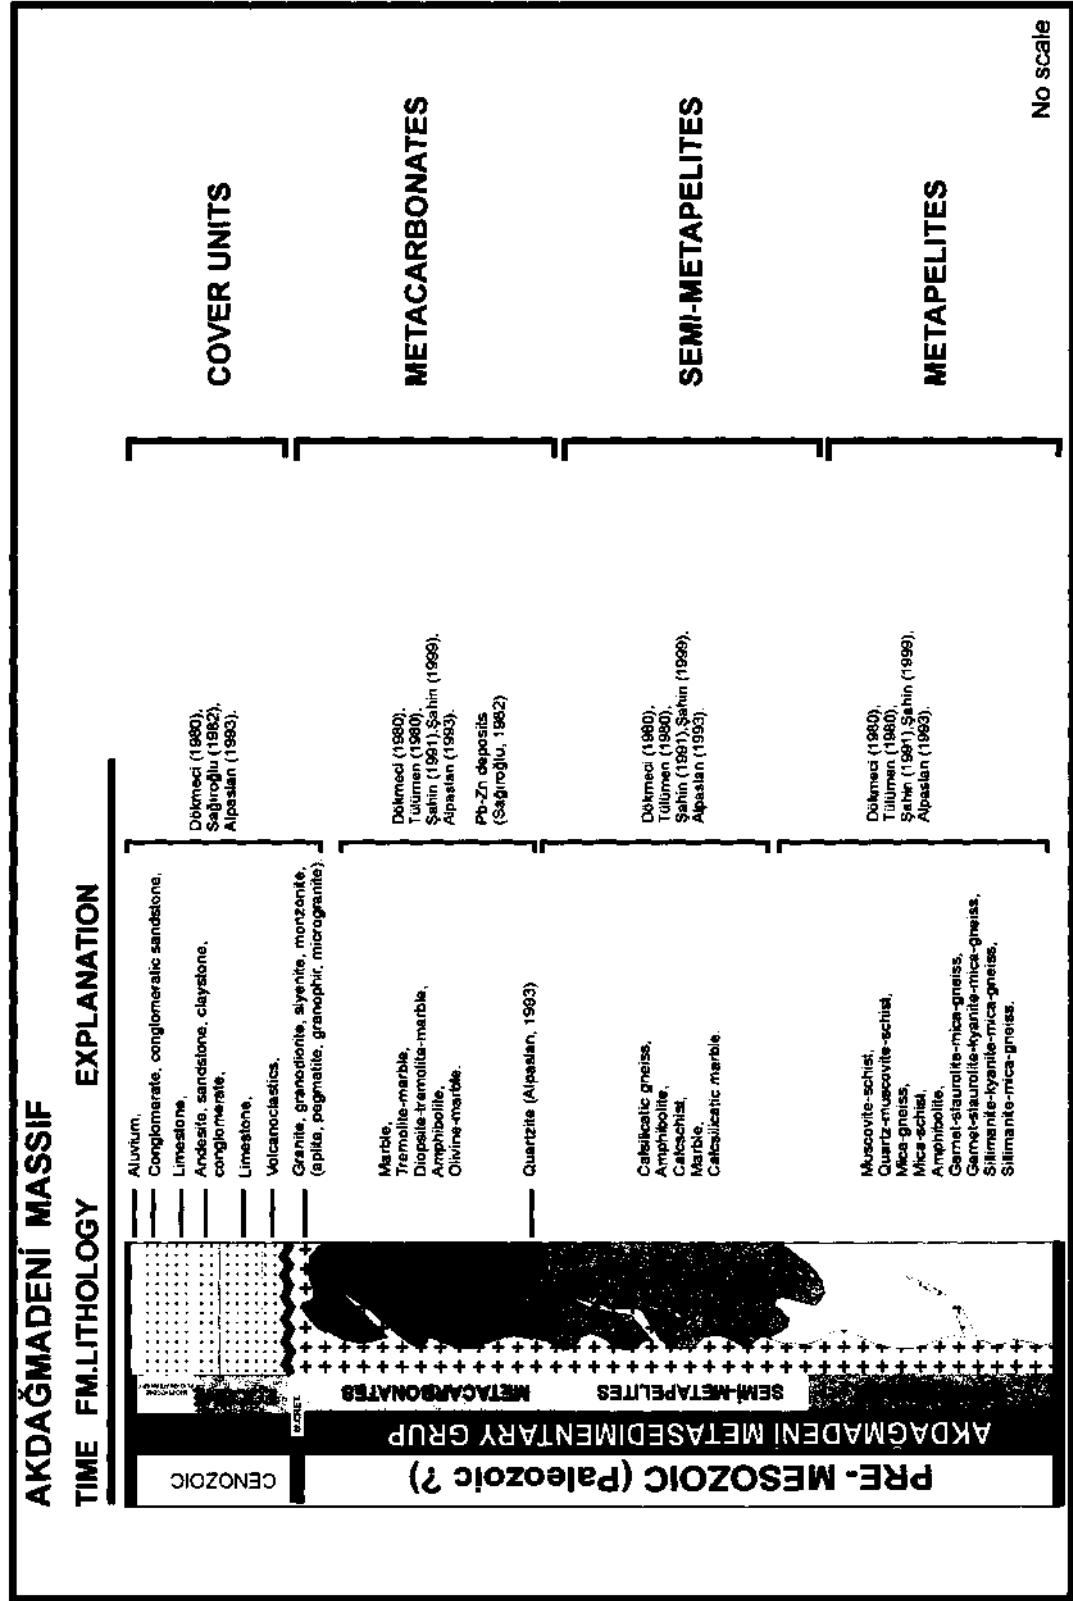 AKDAĞMADENİ MASSIF
TIME FM.LITHOLOGY EXPLANATION
CENOZOIC
PRE-MESOZOIC (Paleozoic ?)
AKDAĞMADENİ METASEDIMENTARY GRUP
METACARBONATES
SEMI-METAPELITES
Aluvium,
Conglomerate, conglomeratic sandstone,
Limestone,
Andesite, sandstone, claystone,
conglomerate,
Limestone,
Volcanoclastics,
Granite, granodiorite, siyenite, monzonite,
(aplite, pegmatite, granophir, microgranite).
Marble,
Tremolite-marble,
Diopsite-tremolite-marble,
Amphibolite,
Olivine-marble.
Quartzite (Alpaslan, 1993)
Calsilicatic gneiss,
Amphibolite,
Calcschist,
Marble,
Calcsilicatic marble.
Muscovite-schist,
Quartz-muscovite-schist,
Mica-gneiss,
Mica-schist,
Amphibolite,
Garnet-staurolite-mica-gneiss,
Garnet-staurolite-kyanite-mica-gneiss,
Sillimanite-kyanite-mica-gneiss,
Sillimanite-mica-gneiss.
Dökmeci (1980),
Sağıroğlu (1982),
Alpaslan (1993).
Dökmeci (1980),
Tülümen (1980),
Şahin (1991),Şahin (1999),
Alpaslan (1993).
Pb-Zn deposits
(Sağıroğlu, 1982)
Dökmeci (1980),
Tülümen (1980),
Şahin (1991),Şahin (1999),
Alpaslan (1993).
Dökmeci (1980),
Tülümen (1980),
Şahin (1991),Şahin (1999),
Alpaslan (1993).
COVER UNITS
METACARBONATES
SEMI-METAPELITES
METAPELITES
No scale